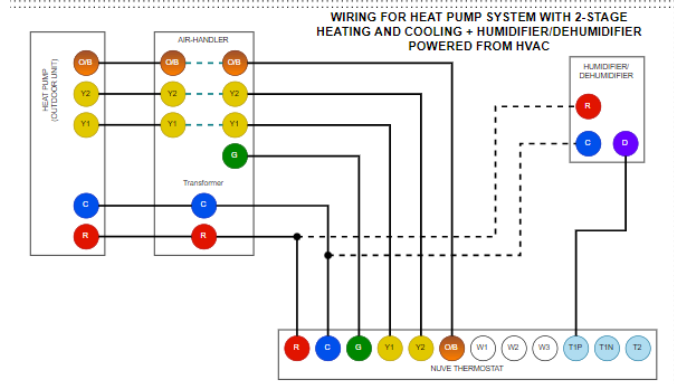 WIRING FOR HEAT PUMP SYSTEM WITH 2-STAGE
HEATING AND COOLING + HUMIDIFIER/DEHUMIDIFIER
POWERED FROM HVAC
HEAT PUMP
(OUTDOOR UNIT)
AIR-HANDLER
HUMIDIFIER/
DEHUMIDIFIER
O/B O/B O/B
Y2 Y2 Y2
Y1 Y1 Y1
G
R
C D
Transformer
C C
R R
R C G Y1 Y2 O/B W1 W2 W3 T1P T1N T2
NUVE THERMOSTAT